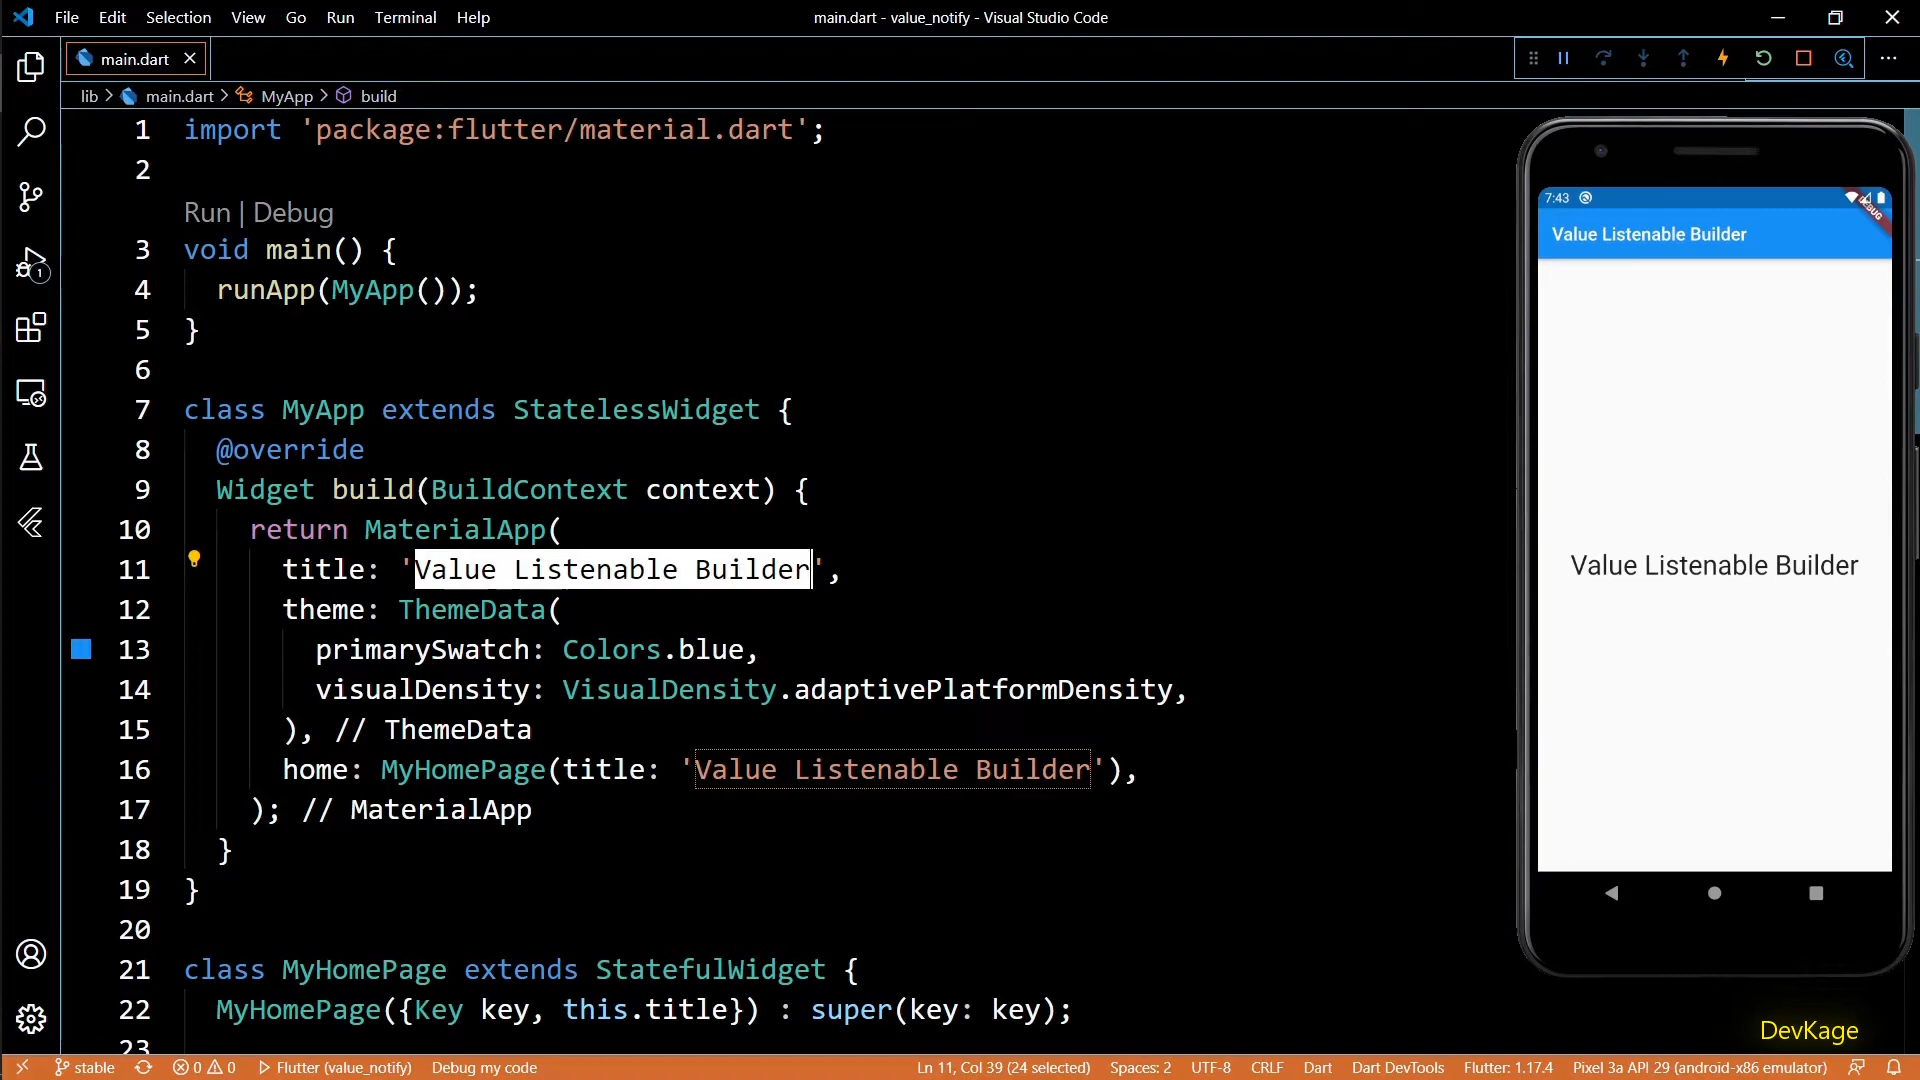 File Edit Selection View Go Run Terminal Help
main.dart - value_notify - Visual Studio Code
main.dart
lib > main.dart > MyApp > build
1 import 'package:flutter/material.dart';
2
Run | Debug
3 void main() {
4 runApp(MyApp());
5 }
6
7 class MyApp extends StatelessWidget {
8 @override
9 Widget build(BuildContext context) {
10 return MaterialApp(
11 title: 'Value Listenable Builder',
12 theme: ThemeData(
13 primarySwatch: Colors.blue,
14 visualDensity: VisualDensity.adaptivePlatformDensity,
15 ), // ThemeData
16 home: MyHomePage(title: 'Value Listenable Builder'),
17 ); // MaterialApp
18 }
19 }
20
21 class MyHomePage extends StatefulWidget {
22 MyHomePage({Key key, this.title}) : super(key: key);
23
1
7:43
DEBUG
Value Listenable Builder
Value Listenable Builder
DevKage
stable 0 0 Flutter (value_notify) Debug my code Ln 11, Col 39 (24 selected) Spaces: 2 UTF-8 CRLF Dart Dart DevTools Flutter: 1.17.4 Pixel 3a API 29 (android-x86 emulator)